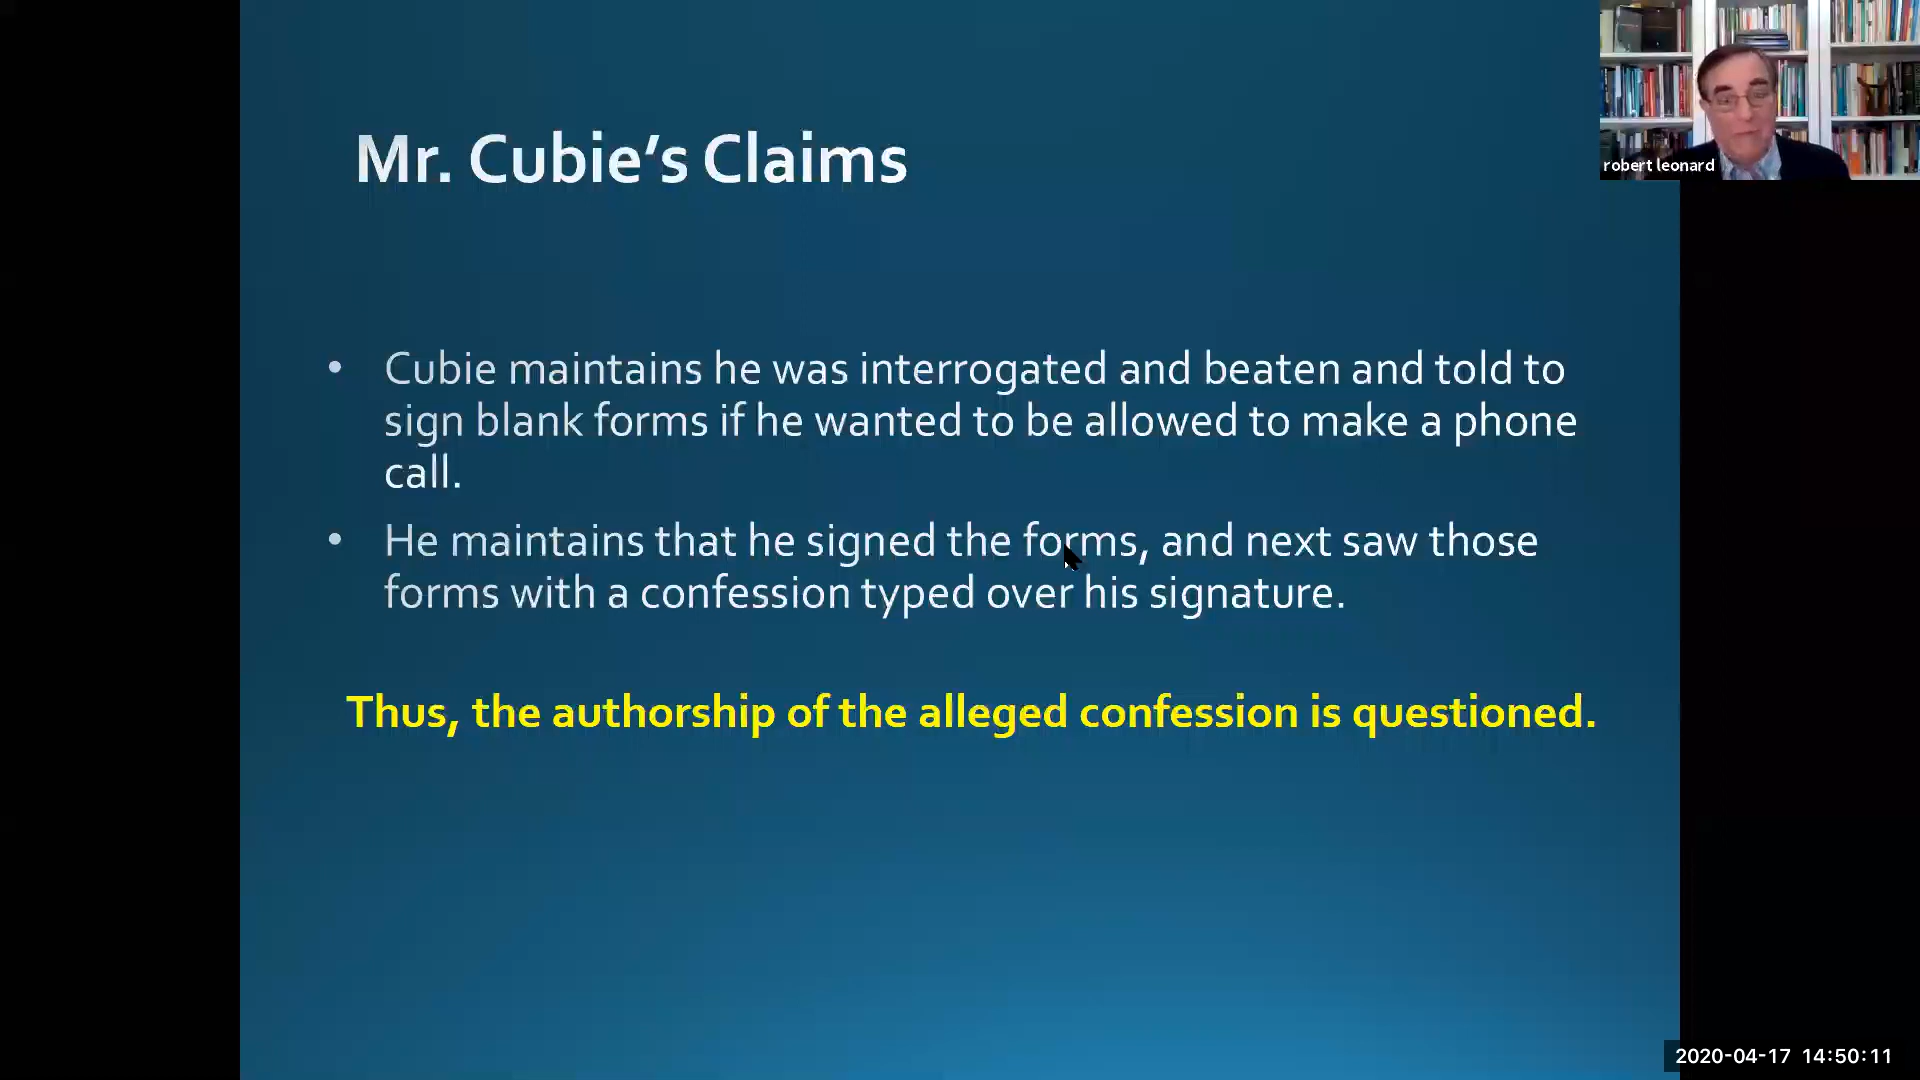 Mr. Cubie’s Claims
• Cubie maintains he was interrogated and beaten and told to
sign blank forms if he wanted to be allowed to make a phone
call.
• He maintains that he signed the forms, and next saw those
forms with a confession typed over his signature.
Thus, the authorship of the alleged confession is questioned.
robert leonard
2020-04-17 14:50:11